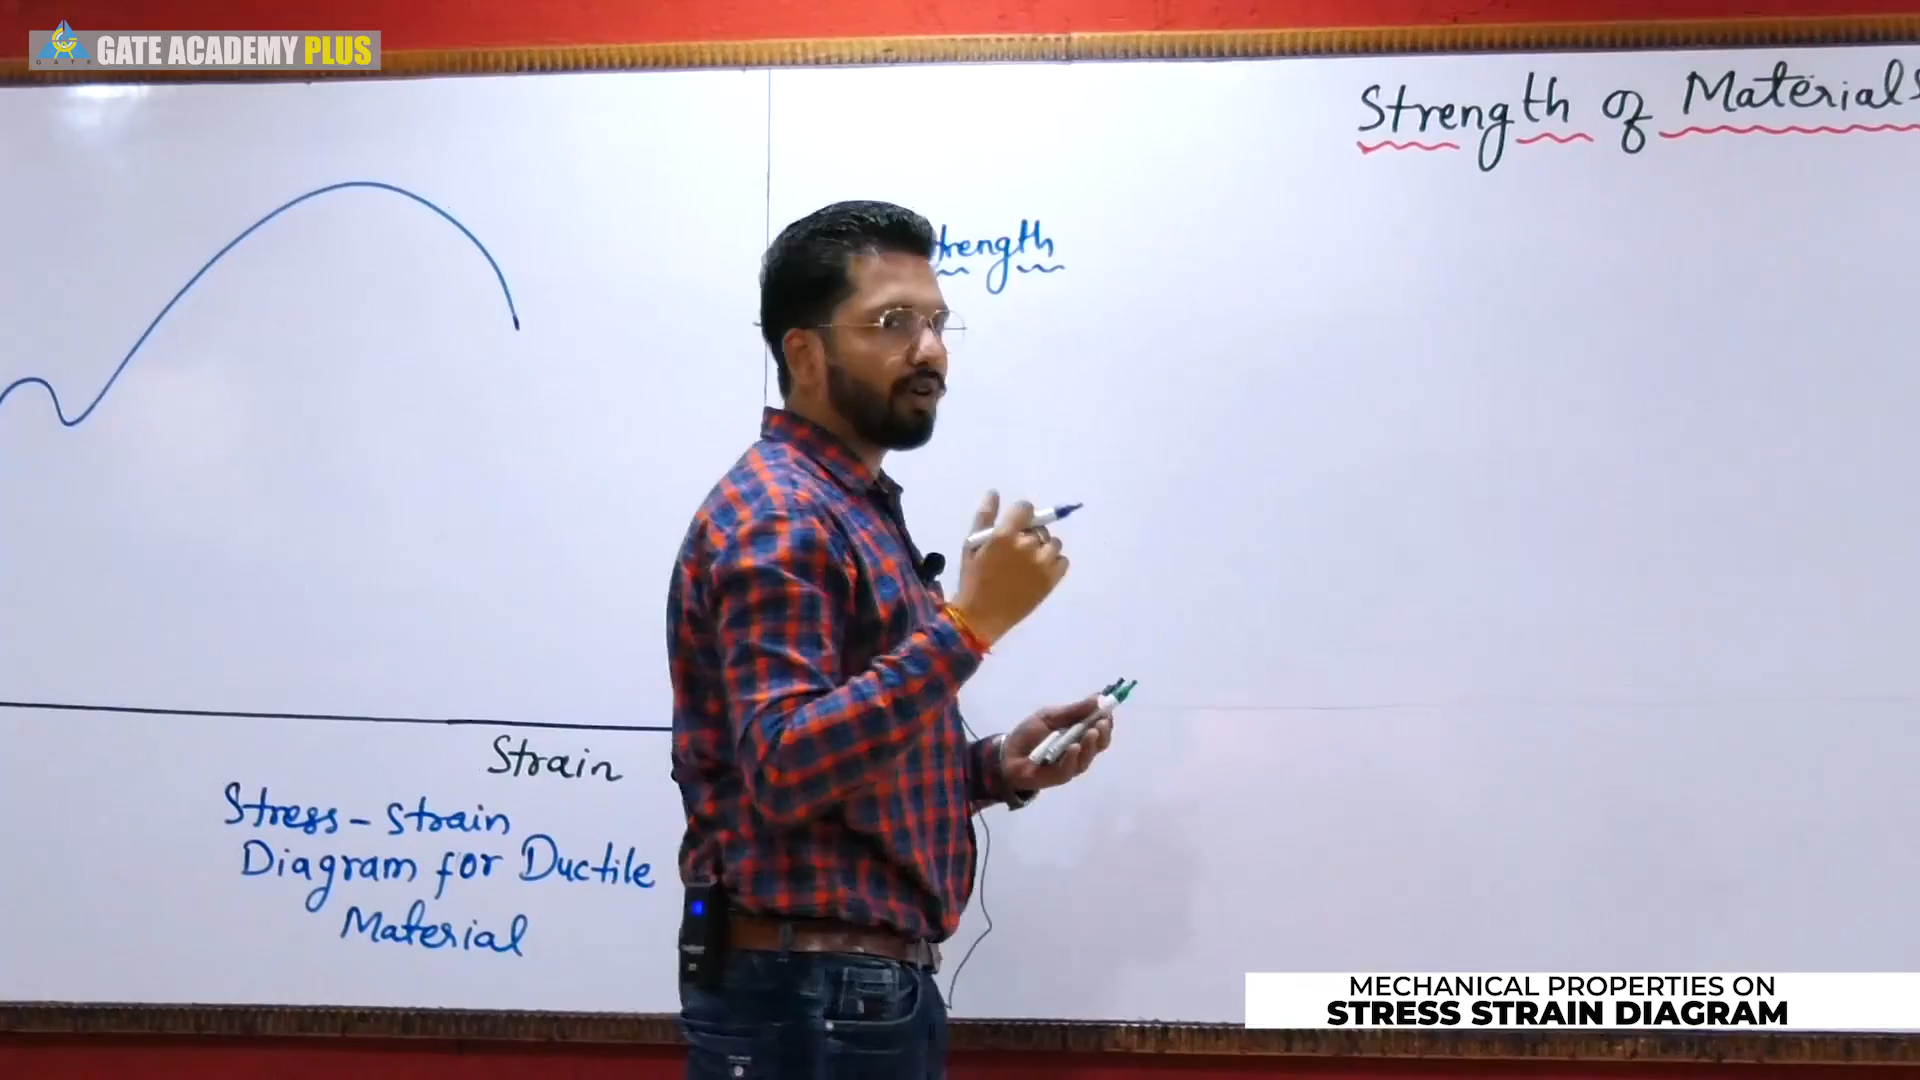 GATE ACADEMY PLUS
GATE
Strength of Materials
Strain
Stress - strain
Diagram for Ductile
Material
MECHANICAL PROPERTIES ON
STRESS STRAIN DIAGRAM